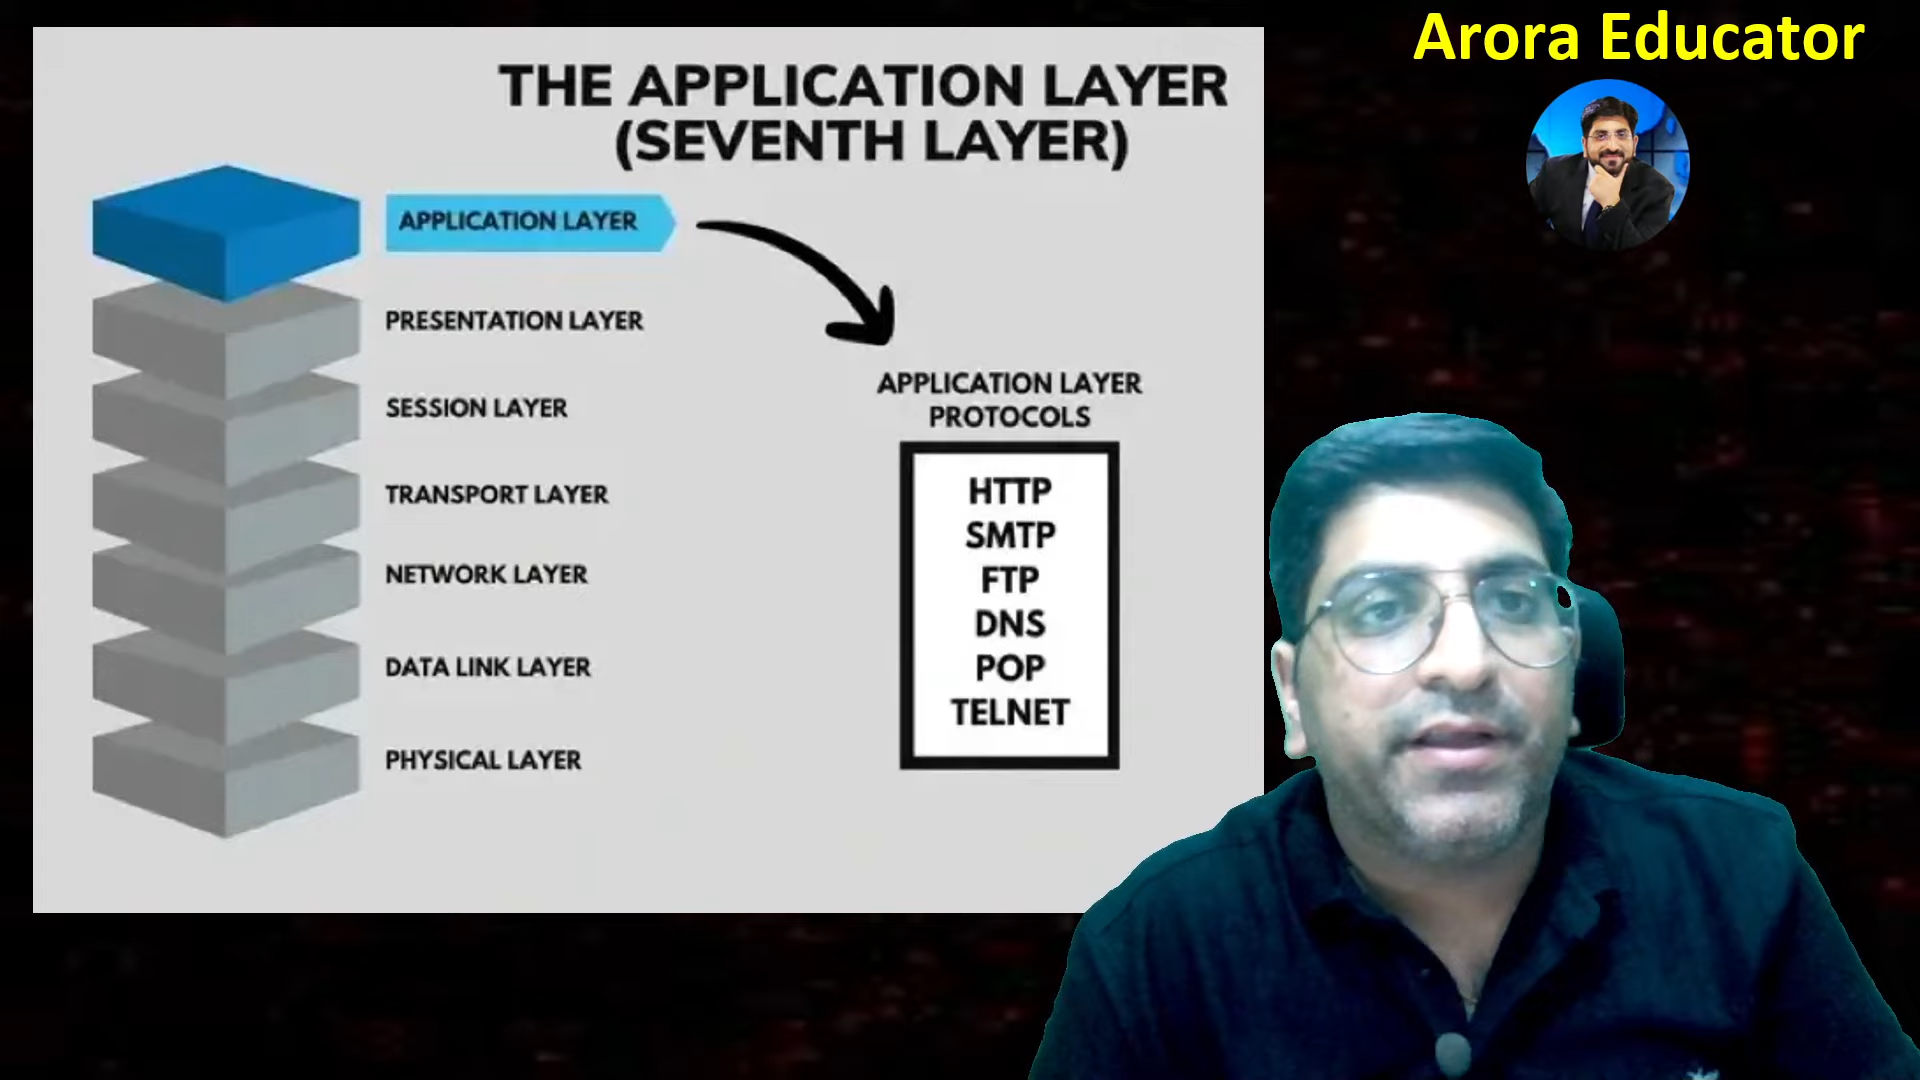 Arora Educator
THE APPLICATION LAYER
(SEVENTH LAYER)
APPLICATION LAYER
PRESENTATION LAYER
SESSION LAYER
TRANSPORT LAYER
NETWORK LAYER
DATA LINK LAYER
PHYSICAL LAYER
APPLICATION LAYER
PROTOCOLS
HTTP
SMTP
FTP
DNS
POP
TELNET